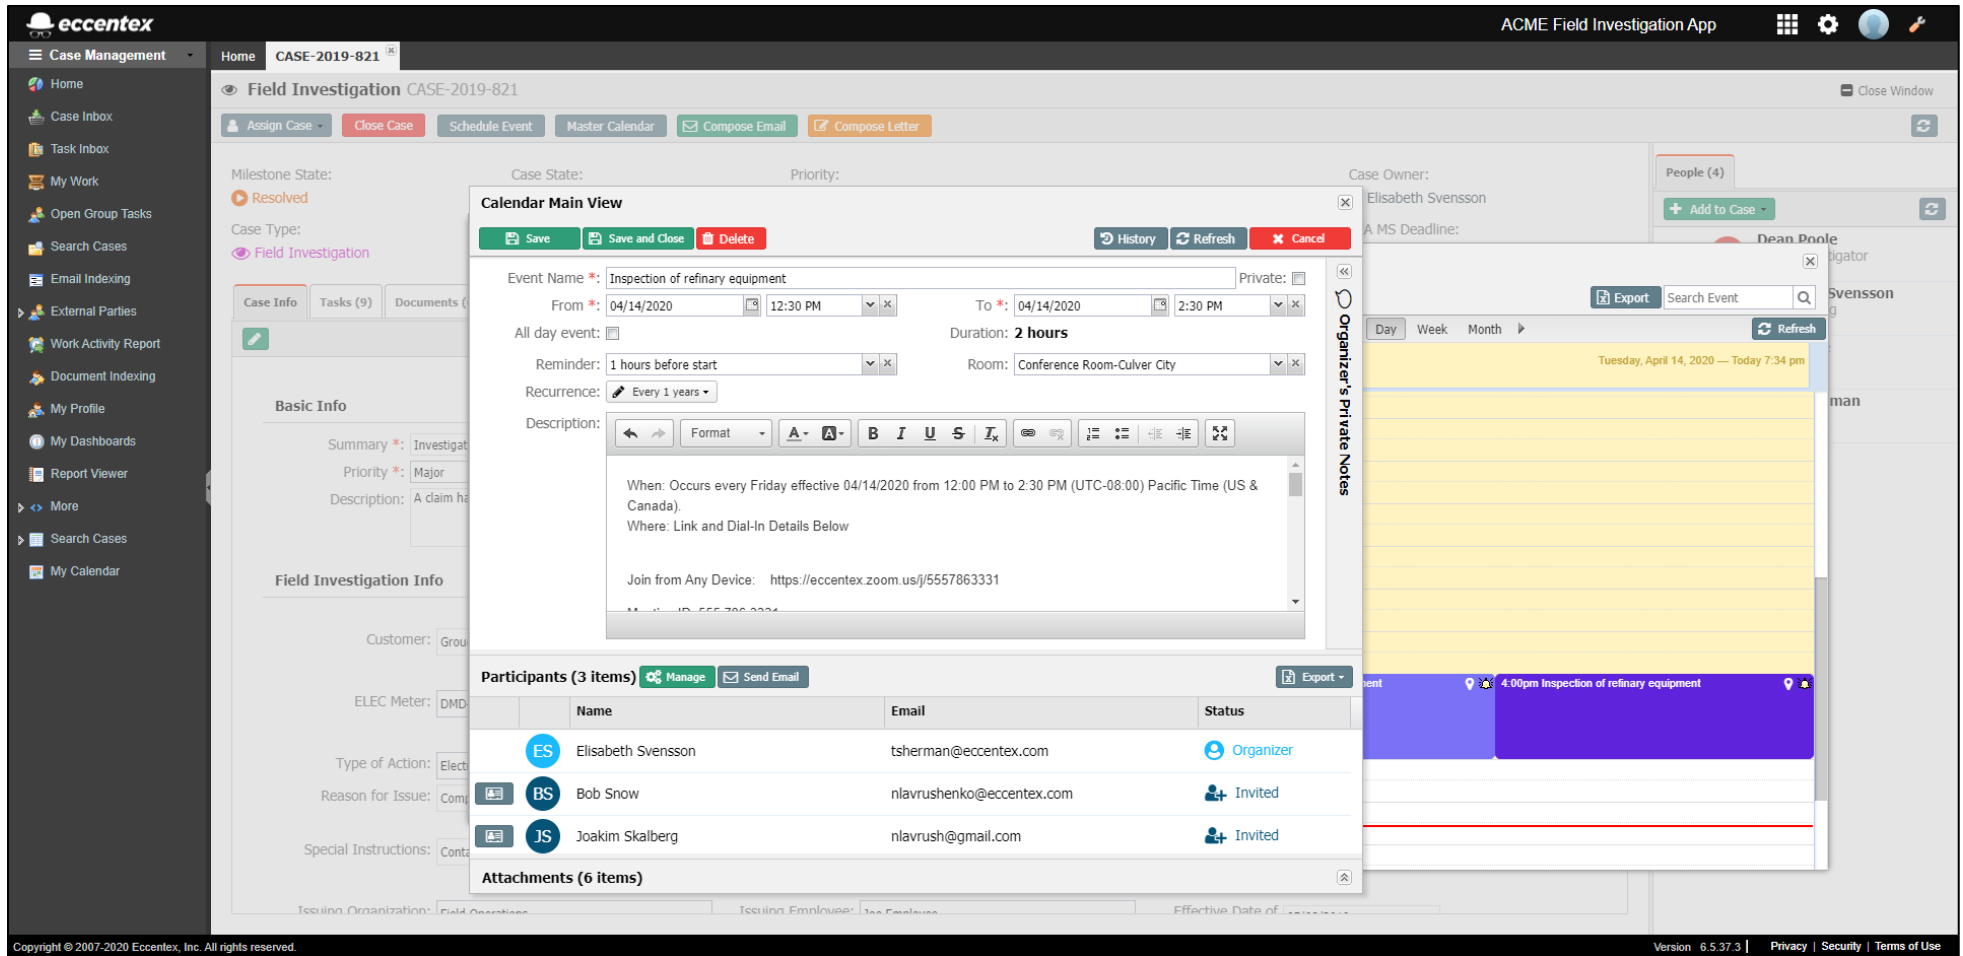 eccentex
ACME Field Investigation App
Case Management
Home
CASE-2019-821
Home
Case Inbox
Task Inbox
My Work
Open Group Tasks
Search Cases
Email Indexing
External Parties
Work Activity Report
Document Indexing
My Profile
My Dashboards
Report Viewer
More
Search Cases
My Calendar
Field Investigation CASE-2019-821
Close Window
Assign Case
Close Case
Schedule Event
Master Calendar
Compose Email
Compose Letter
Milestone State:
Case State:
Priority:
Case Owner:
Resolved
Elisabeth Svensson
Case Type:
A MS Deadline:
Field Investigation
Case Info
Tasks (9)
Documents (
Basic Info
Summary *: Investigat
Priority *: Major
Description: A claim ha
Field Investigation Info
Customer: Grou
ELEC Meter: DMD-
Type of Action: Elect
Reason for Issue: Comp
Special Instructions: Conta
Issuing Organization: Field Operations
Issuing Employee: Joe Employee
Effective Date of
People (4)
Add to Case
Dean Poole
tigator
Svensson
g
man
Calendar Main View
Save
Save and Close
Delete
History
Refresh
Cancel
Event Name *: Inspection of refinary equipment
Private:
From *: 04/14/2020 12:30 PM
To *: 04/14/2020 2:30 PM
All day event:
Duration: 2 hours
Reminder: 1 hours before start
Room: Conference Room-Culver City
Recurrence: Every 1 years
Description:
Format
When: Occurs every Friday effective 04/14/2020 from 12:00 PM to 2:30 PM (UTC-08:00) Pacific Time (US &
Canada).
Where: Link and Dial-In Details Below
Join from Any Device: https://eccentex.zoom.us/j/5557863331
Organizer's Private Notes
Participants (3 items)
Manage
Send Email
Export
Name Email Status
ES Elisabeth Svensson tsherman@eccentex.com Organizer
BS Bob Snow nlavrushenko@eccentex.com Invited
JS Joakim Skalberg nlavrush@gmail.com Invited
Attachments (6 items)
Export
Search Event
Day
Week
Month
Refresh
Tuesday, April 14, 2020 — Today 7:34 pm
ent
4:00pm Inspection of refinary equipment
Copyright © 2007-2020 Eccentex, Inc. All rights reserved.
Version 6.5.37.3 | Privacy | Security | Terms of Use